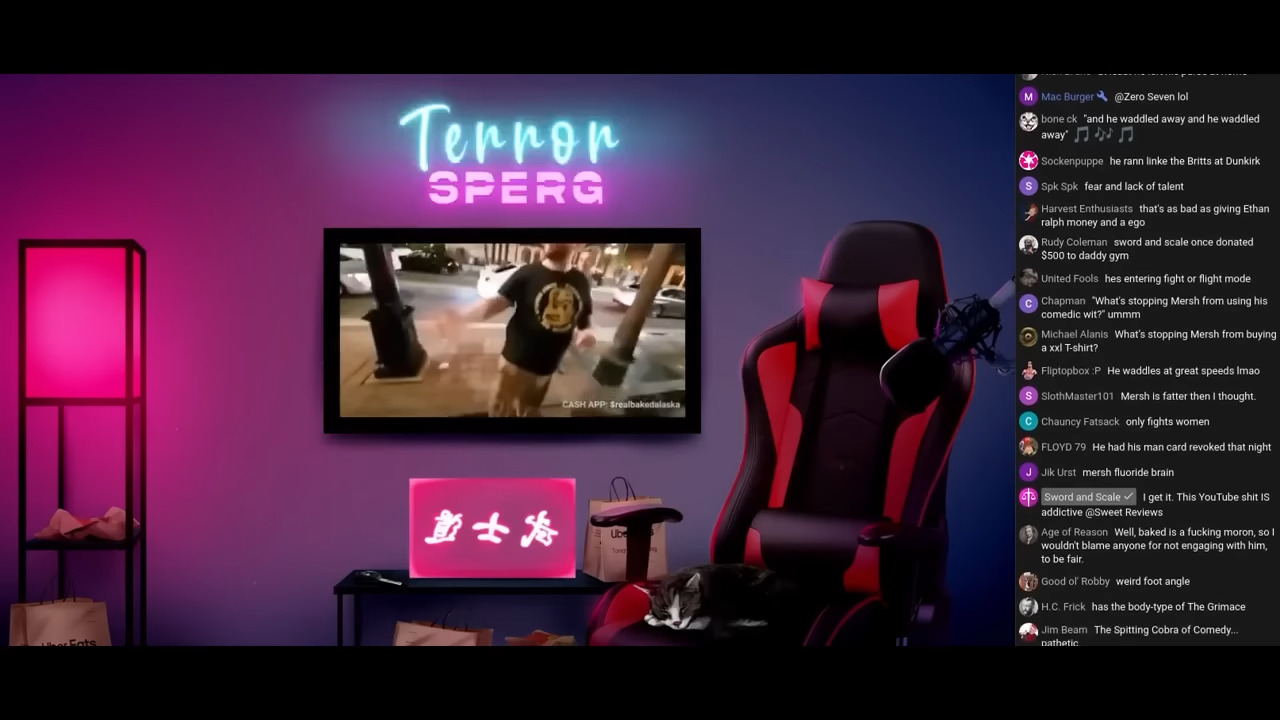 Terror
SPERG
CASH APP: $realbakedalaska
Uber Eats
Mac Burger @Zero Seven lol
bone ck "and he waddled away and he waddled
away" 🎵 🎶 🎵
Sockenpuppe he rann linke the Britts at Dunkirk
Spk Spk fear and lack of talent
Harvest Enthusiasts that's as bad as giving Ethan
ralph money and a ego
Rudy Coleman sword and scale once donated
$500 to daddy gym
United Fools hes entering fight or flight mode
Chapman "What's stopping Mersh from using his
comedic wit?" ummm
Michael Alanis What's stopping Mersh from buying
a xxl T-shirt?
Fliptopbox :P He waddles at great speeds lmao
SlothMaster101 Mersh is fatter then I thought.
Chauncy Fatsack only fights women
FLOYD 79 He had his man card revoked that night
Jik Urst mersh fluoride brain
Sword and Scale ✓ I get it. This YouTube shit IS
addictive @Sweet Reviews
Age of Reason Well, baked is a fucking moron, so I
wouldn't blame anyone for not engaging with him,
to be fair.
Good ol' Robby weird foot angle
H.C. Frick has the body-type of The Grimace
Jim Beam The Spitting Cobra of Comedy...
pathetic